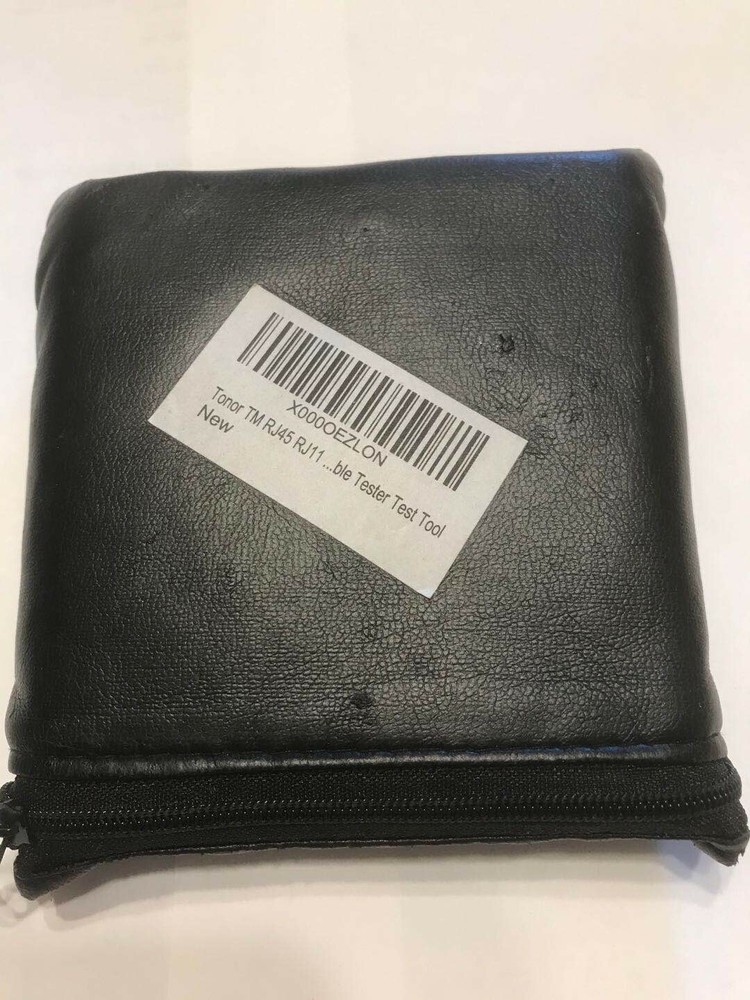 X000OEZLON
Tonor TM RJ45 RJ11 ...ble Tester Test Tool
New